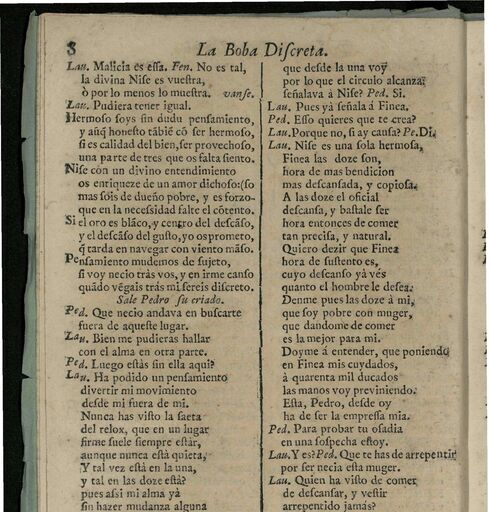 8
La Boba Discreta.
Lau. Malicia es essa. Fen. No es tal,
la divina Nise es vuestra,
ò por lo menos lo muestra. vanse.
Lau. Pudiera tener igual.
Hermoso soys sin dudu pensamiento,
y aũq̃ honesto tãbiẽ cõ ser hermoso,
si es calidad del bien, ser provechoso,
una parte de tres que os falta siento.
Nise con un divino entendimiento
os enriqueze de un amor dichoso:(so
mas sois de dueño pobre, y es forzo-
que en la necessidad falte el cõtento.
Si el oro es blãco, y centro del descãso,
y el descãso del gusto, yo os prometo,
q̃ tarda en navegar con viento mãso.
Pensamiento mudemos de sujeto,
si voy necio tràs vos, y en irme canso
quãdo vègais tràs mi sereis discreto.
Sale Pedro su criado.
Ped. Que necio andava en buscarte
fuera de aqueste lugar.
Lau. Bien me pudieras hallar
con el alma en otra parte.
Ped. Luego estàs sin ella aqui?
Lau. Ha podido un pensamiento
divertir mi movimiento
desde mi fuera de mi.
Nunca has visto la saeta
del relox, que en un lugar
firme suele siempre estàr,
aunque nunca està quieta,
Y tal vez està en la una,
y tal en las doze està?
pues assi mi alma yà
sin hazer mudanza alguna
que desde la una voy
por lo que el circulo alcanzar
señalava à Nise? Ped. Si.
Lau. Pues yà señala à Finea.
Ped. Esso quieres que te crea?
Lau. Porque no, si ay causa? Pe. Di.
Lau. Nise es una sola hermosa,
Finea las doze son,
hora de mas bendicion
mas descansada, y copiosa.
A las doze el oficial
descansa, y bastale ser
hora entonces de comer
tan precisa, y natural.
Quiero dezir que Finea
hora de sustento es,
cuyo descanso yà vés
quanto el hombre le desea.
Denme pues las doze à mi,
que soy pobre con muger,
que dandome de comer
es la mejor para mi.
Doyme à entender, que poniendo
en Finea mis cuydados,
à quarenta mil ducados
las manos voy previniendo.
Esta, Pedro, desde oy
ha de ser la empressa mia.
Ped. Para probar tu osadia
en una sospecha estoy.
Lau. Y es? Ped. Que te has de arrepentir
por ser necia esta muger.
Lau. Quien ha visto de comer
de descansar, y vestir
arrepentido jamàs?